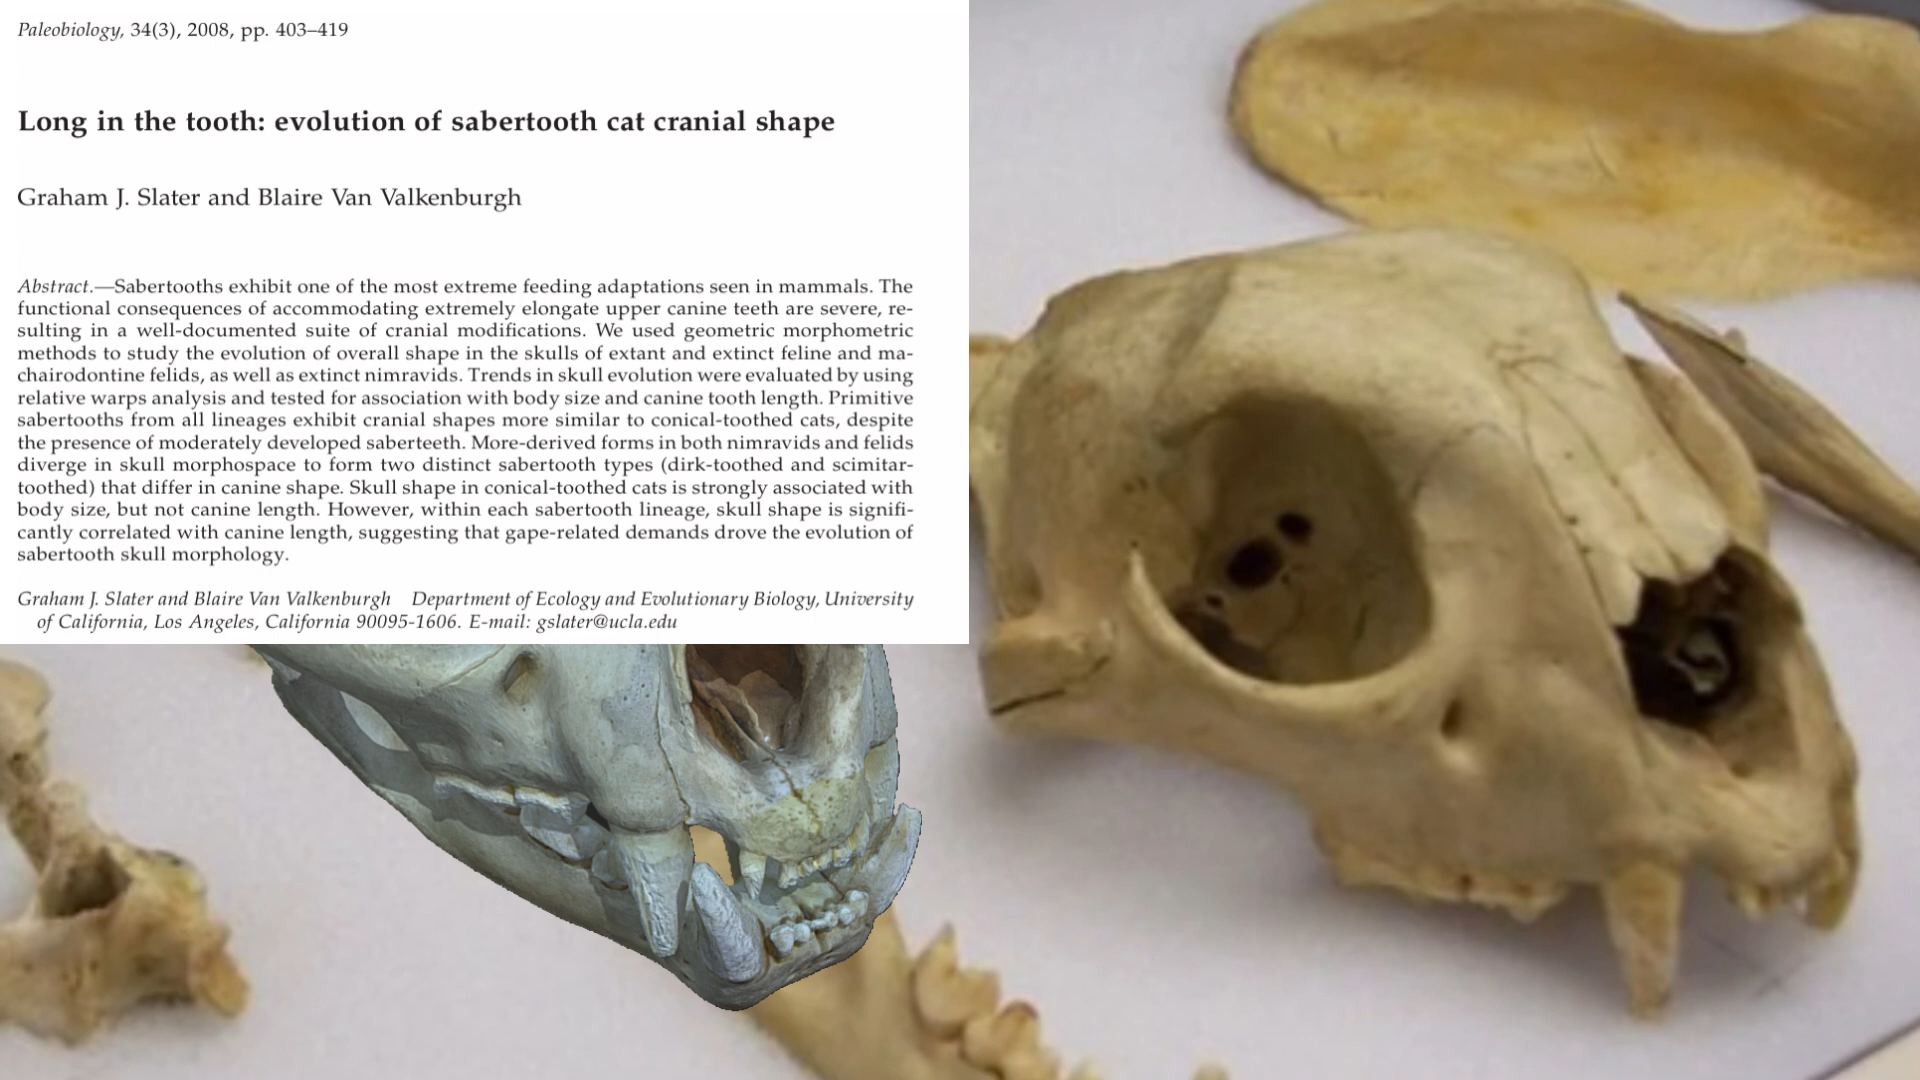 Paleobiology, 34(3), 2008, pp. 403–419
Long in the tooth: evolution of sabertooth cat cranial shape
Graham J. Slater and Blaire Van Valkenburgh
Abstract.—Sabertooths exhibit one of the most extreme feeding adaptations seen in mammals. The
functional consequences of accommodating extremely elongate upper canine teeth are severe, re-
sulting in a well-documented suite of cranial modifications. We used geometric morphometric
methods to study the evolution of overall shape in the skulls of extant and extinct feline and ma-
chairodontine felids, as well as extinct nimravids. Trends in skull evolution were evaluated by using
relative warps analysis and tested for association with body size and canine tooth length. Primitive
sabertooths from all lineages exhibit cranial shapes more similar to conical-toothed cats, despite
the presence of moderately developed saberteeth. More-derived forms in both nimravids and felids
diverge in skull morphospace to form two distinct sabertooth types (dirk-toothed and scimitar-
toothed) that differ in canine shape. Skull shape in conical-toothed cats is strongly associated with
body size, but not canine length. However, within each sabertooth lineage, skull shape is signifi-
cantly correlated with canine length, suggesting that gape-related demands drove the evolution of
sabertooth skull morphology.
Graham J. Slater and Blaire Van Valkenburgh Department of Ecology and Evolutionary Biology, University
of California, Los Angeles, California 90095-1606. E-mail: gslater@ucla.edu